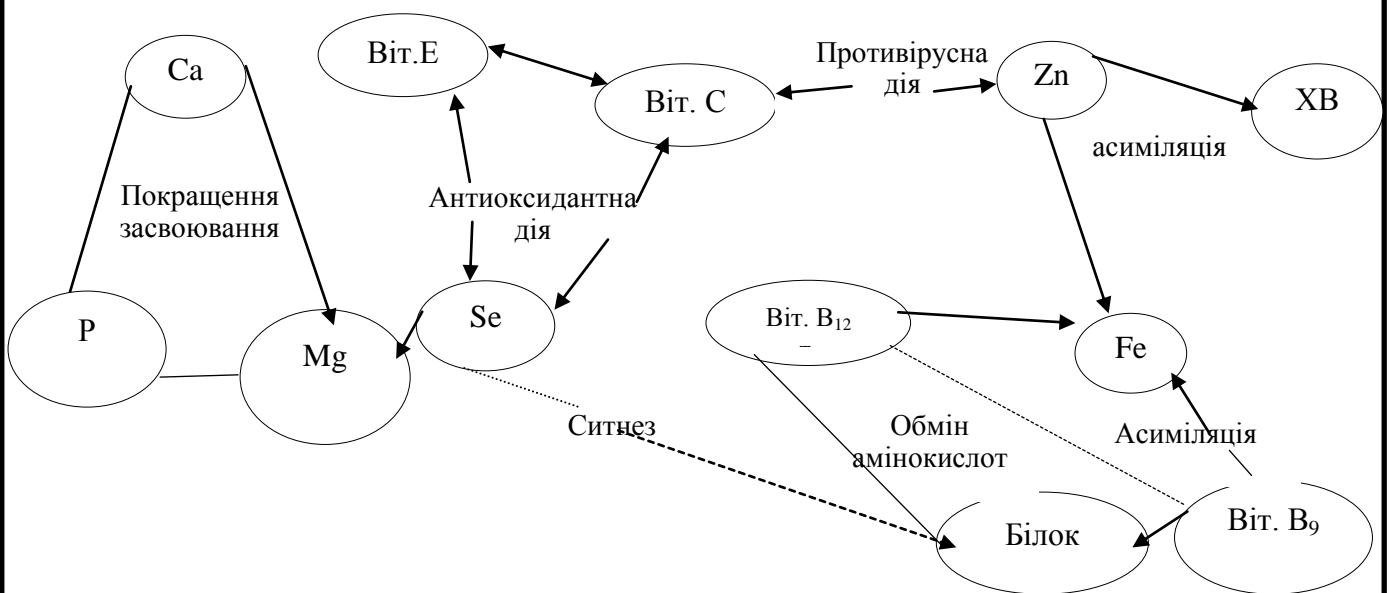 Ca
Віт.Е
Віт. С
Противірусна
дія
Zn
ХВ
асиміляція
Покращення
засвоювання
Антиоксидантна
дія
P
Mg
Se
Віт. В₁₂
–
Fe
Ситнез
Обмін
амінокислот
Асиміляція
Білок
Віт. В₉